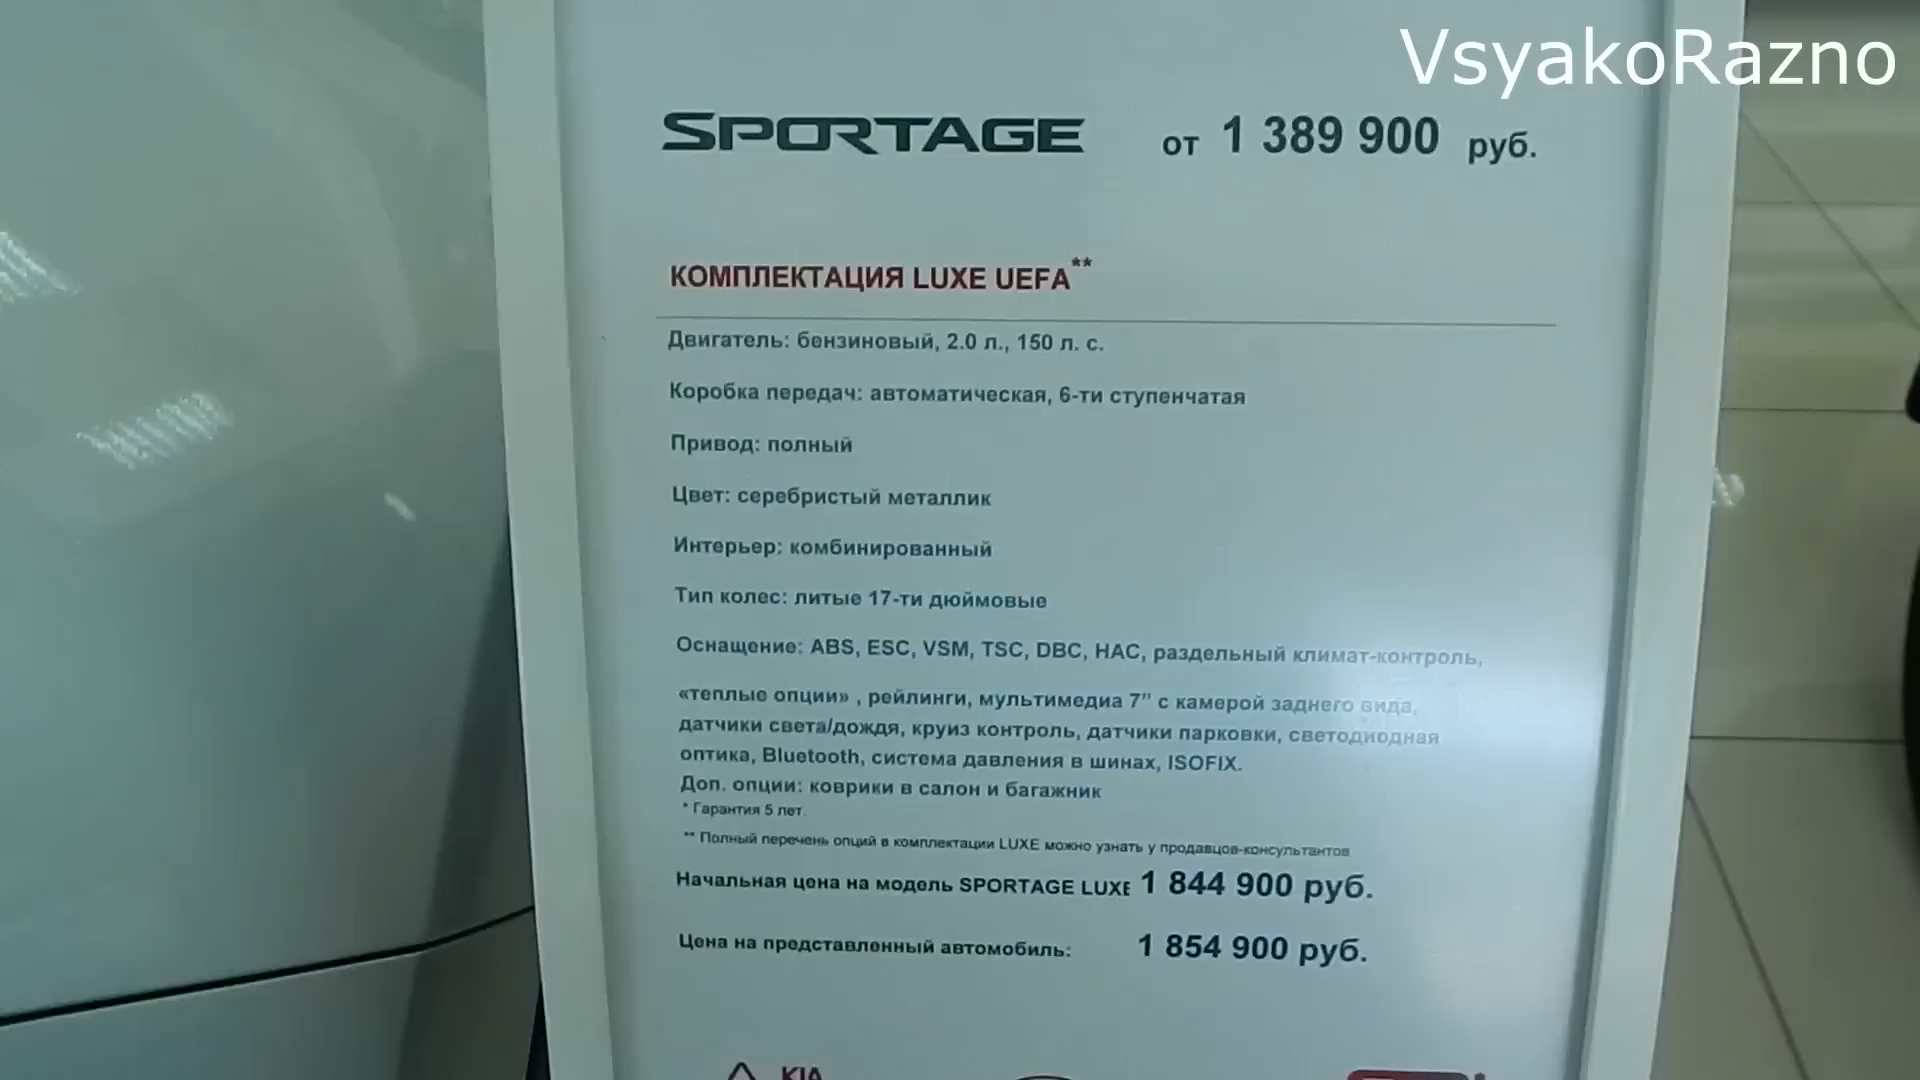 VsyakoRazno
SPORTAGE от 1 389 900 руб.
КОМПЛЕКТАЦИЯ LUXE UEFA**
Двигатель: бензиновый, 2.0 л., 150 л. с.
Коробка передач: автоматическая, 6-ти ступенчатая
Привод: полный
Цвет: серебристый металлик
Интерьер: комбинированный
Тип колес: литые 17-ти дюймовые
Оснащение: ABS, ESC, VSM, TSC, DBC, HAC, раздельный климат-контроль,
«теплые опции» , рейлинги, мультимедиа 7” с камерой заднего вида,
датчики света/дождя, круиз контроль, датчики парковки, светодиодная
оптика, Bluetooth, система давления в шинах, ISOFIX.
Доп. опции: коврики в салон и багажник
* Гарантия 5 лет.
** Полный перечень опций в комплектации LUXE можно узнать у продавцов-консультантов
Начальная цена на модель SPORTAGE LUXE 1 844 900 руб.
Цена на представленный автомобиль: 1 854 900 руб.
KIA